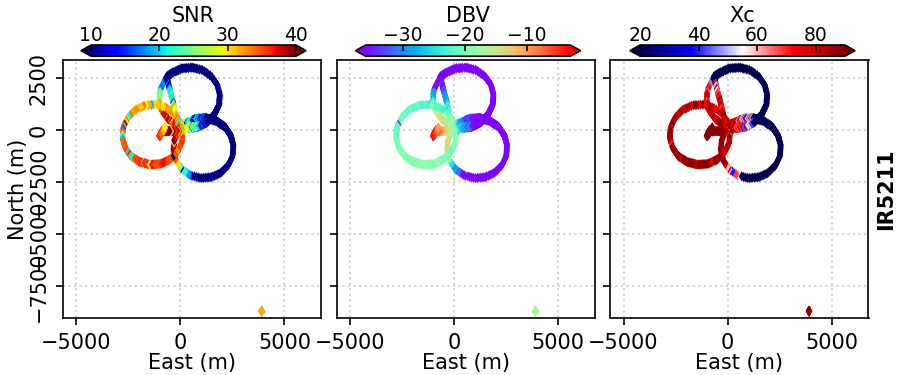 SNR DBV Xc
10 20 30 40 −30 −20 −10 20 40 60 80
North (m)
2500
0
−2500
−5000
−7500
IR5211
−5000 0 5000 −5000 0 5000 −5000 0 5000
East (m) East (m) East (m)